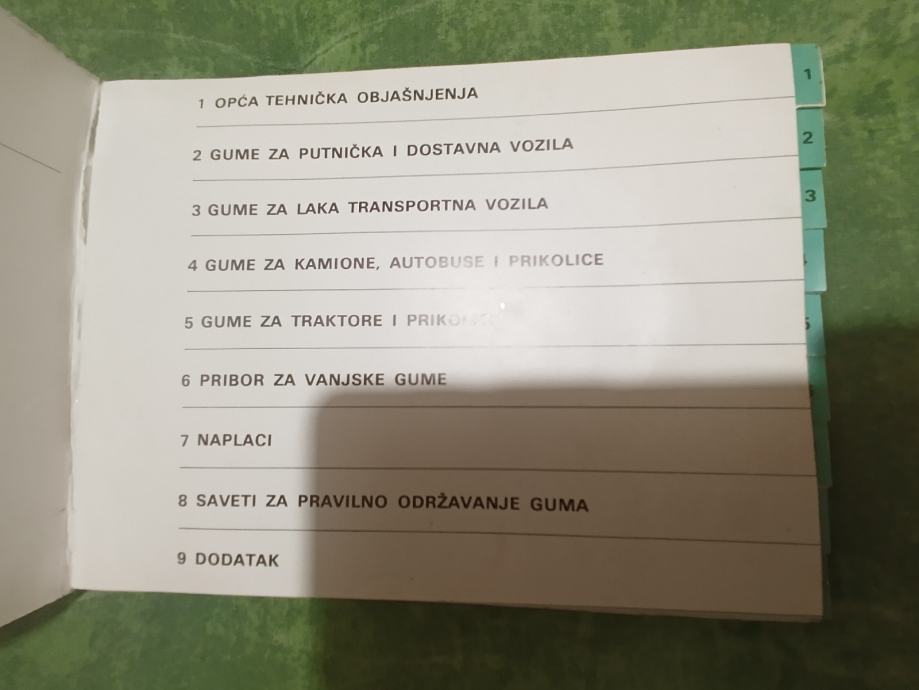 1 OPĆA TEHNIČKA OBJAŠNJENJA
2 GUME ZA PUTNIČKA I DOSTAVNA VOZILA
3 GUME ZA LAKA TRANSPORTNA VOZILA
4 GUME ZA KAMIONE, AUTOBUSE I PRIKOLICE
5 GUME ZA TRAKTORE I
6 PRIBOR ZA VANJSKE GUME
7 NAPLACI
8 SAVETI ZA PRAVILNO ODRŽAVANJE GUMA
9 DODATAK
1
2
3